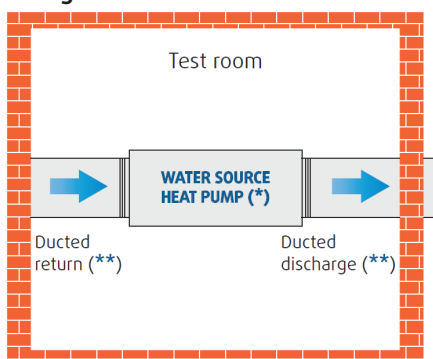 Test room
WATER SOURCE
HEAT PUMP (*)
Ducted
return (**)
Ducted
discharge (**)